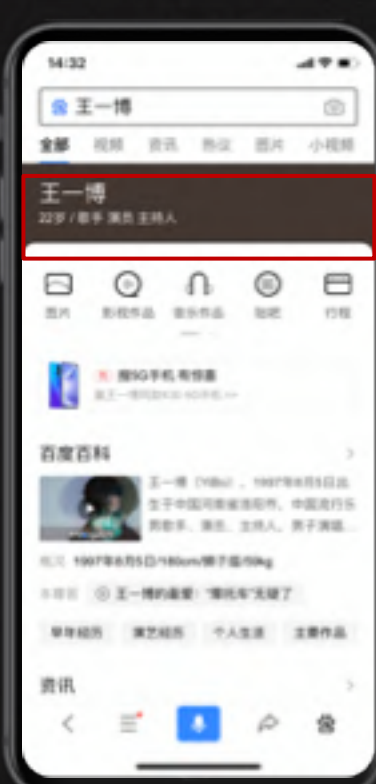 14:32
王一博
全部 视频 资讯 热议 图片 小视频
王一博
22岁 / 歌手 演员 主持人
图片 影视作品 音乐作品 贴吧 行程
搜5G手机 有惊喜
百度百科
王一博（YiBo），1997年8月5日出
生于中国河南省洛阳市，中国流行乐
男歌手、演员、主持人，男子演唱...
1997年8月5日/180cm/狮子座/59kg
王一博的最爱！"摩托车"无疑了
早年经历 演艺经历 个人生活 主要作品
资讯